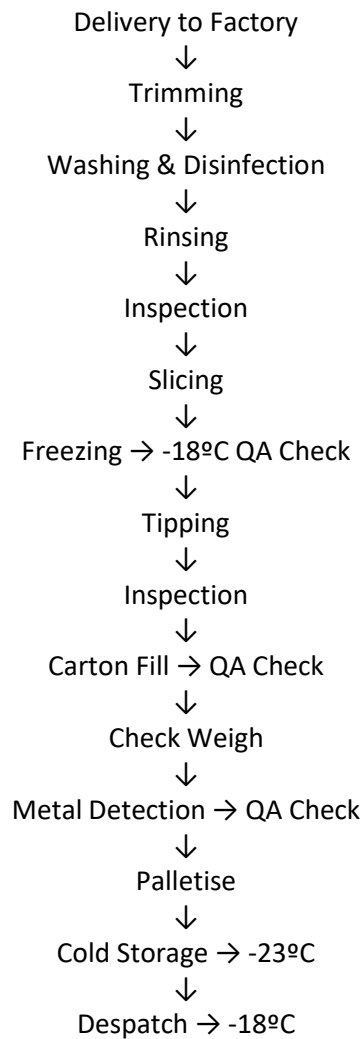 Delivery to Factory
↓
Trimming
↓
Washing & Disinfection
↓
Rinsing
↓
Inspection
↓
Slicing
↓
Freezing → -18ºC QA Check
↓
Tipping
↓
Inspection
↓
Carton Fill → QA Check
↓
Check Weigh
↓
Metal Detection → QA Check
↓
Palletise
↓
Cold Storage → -23ºC
↓
Despatch → -18ºC